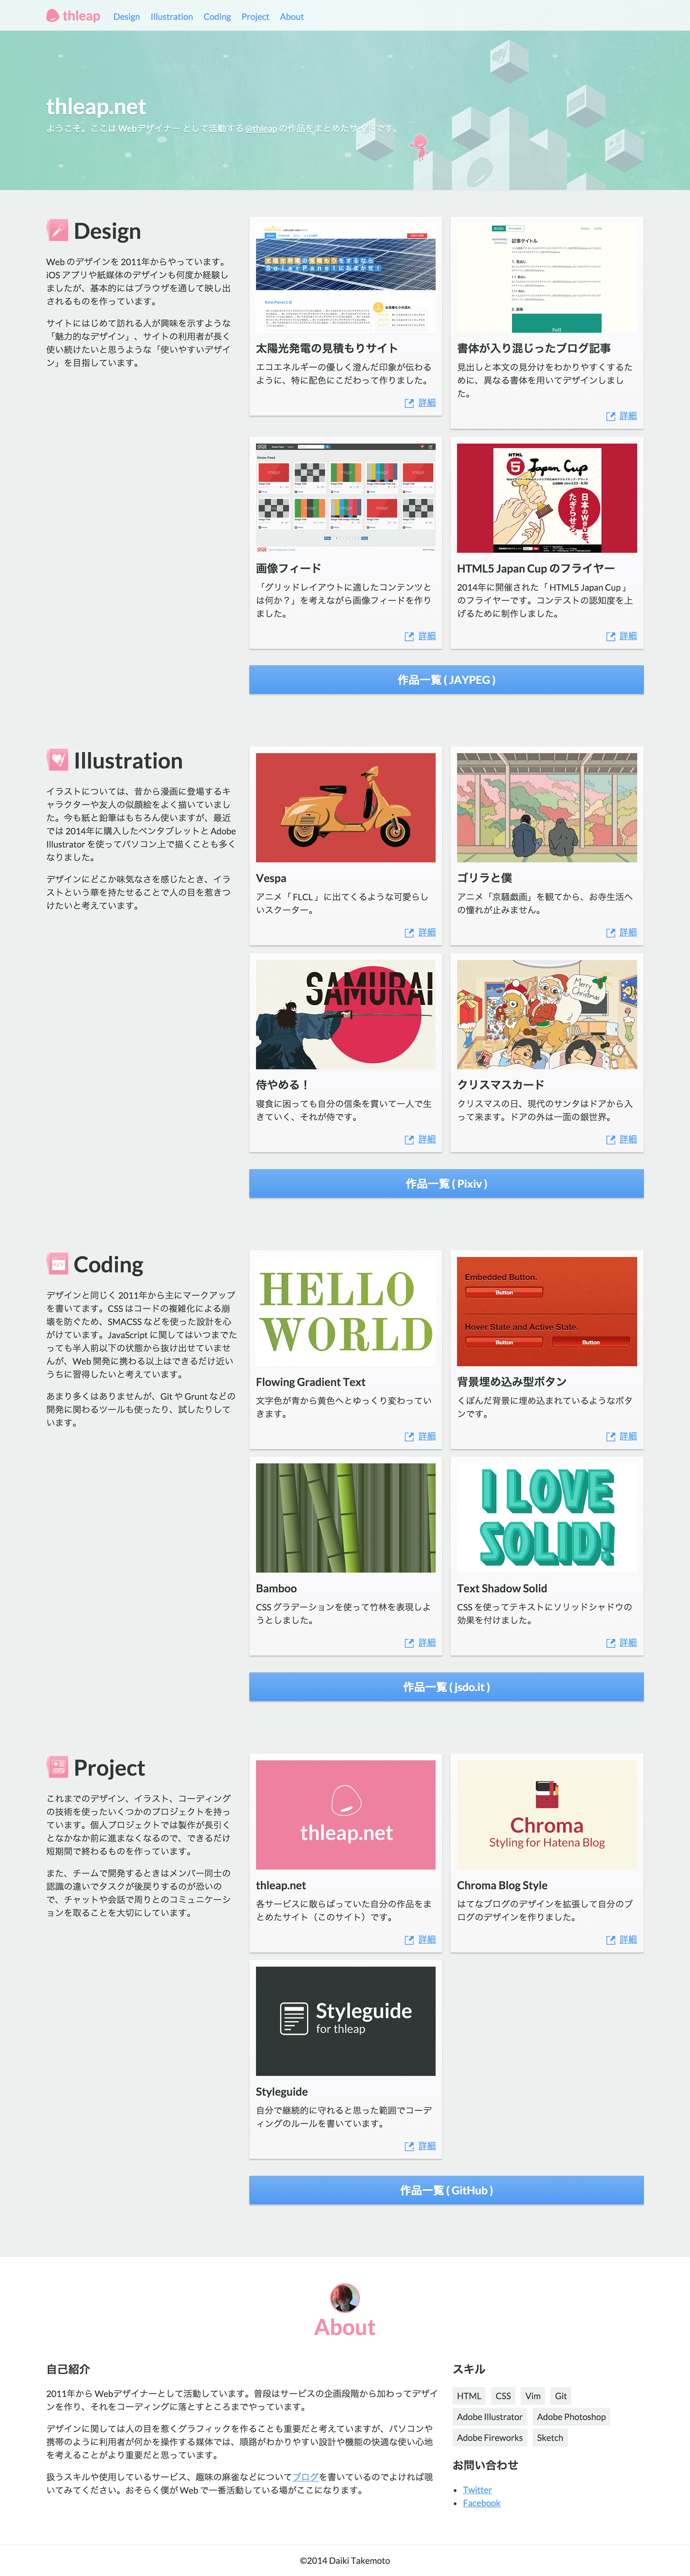 thleap Design Illustration Coding Project About
thleap.net
ようこそ。ここは Webデザイナー として活動する @thleap の作品をまとめたサイトです。
Design
Web のデザインを 2011年からやっています。
iOS アプリや紙媒体のデザインも何度か経験し
ましたが、基本的にはブラウザを通して映し出
されるものを作っています。
サイトにはじめて訪れる人が興味を示すような
「魅力的なデザイン」、サイトの利用者が長く
使い続けたいと思うような「使いやすいデザイ
ン」を目指しています。
太陽光発電の見積もりサイト
エコエネルギーの優しく澄んだ印象が伝わる
ように、特に配色にこだわって作りました。
詳細
記事タイトル
書体が入り混じったブログ記事
見出しと本文の見分けをわかりやすくするた
めに、異なる書体を用いてデザインしまし
た。
詳細
Home Feed
画像フィード
「グリッドレイアウトに適したコンテンツと
は何か？」を考えながら画像フィードを作り
ました。
詳細
HTML
5 Japan Cup
日本のWebを、
たぎらせろ。
HTML5 Japan Cup のフライヤー
2014年に開催された「 HTML5 Japan Cup 」
のフライヤーです。コンテストの認知度を上
げるために制作しました。
詳細
作品一覧 ( JAYPEG )
Illustration
イラストについては、昔から漫画に登場するキ
ャラクターや友人の似顔絵をよく描いていまし
た。今も紙と鉛筆はもちろん使いますが、最近
では 2014年に購入したペンタブレットと Adobe
Illustrator を使ってパソコン上で描くことも多く
なりました。
デザインにどこか味気なさを感じたとき、イラ
ストという華を持たせることで人の目を惹きつ
けたいと考えています。
Vespa
アニメ「 FLCL 」に出てくるような可愛らし
いスクーター。
詳細
ゴリラと僕
アニメ「京騒戯画」を観てから、お寺生活へ
の憧れが止みません。
詳細
SAMURAI
侍やめる！
寝食に困っても自分の信条を貫いて一人で生
きていく、それが侍です。
詳細
Merry
Christmas
クリスマスカード
クリスマスの日、現代のサンタはドアから入
って来ます。ドアの外は一面の銀世界。
詳細
作品一覧 ( Pixiv )
Coding
デザインと同じく 2011年から主にマークアップ
を書いてます。CSS はコードの複雑化による崩
壊を防ぐため、SMACSS などを使った設計を心
がけています。JavaScript に関してはいつまでた
っても半人前以下の状態から抜け出せていませ
んが、Web 開発に携わる以上はできるだけ近い
うちに習得したいと考えています。
あまり多くはありませんが、Git や Grunt などの
開発に関わるツールも使ったり、試したりして
います。
HELLO
WORLD
Flowing Gradient Text
文字色が青から黄色へとゆっくり変わってい
きます。
詳細
Embedded Button.
Button
Hover State and Active State.
Button Button
背景埋め込み型ボタン
くぼんだ背景に埋め込まれているようなボタ
ンです。
詳細
Bamboo
CSS グラデーションを使って竹林を表現しよ
うとしました。
詳細
I LOVE
SOLID!
Text Shadow Solid
CSS を使ってテキストにソリッドシャドウの
効果を付けました。
詳細
作品一覧 ( jsdo.it )
Project
これまでのデザイン、イラスト、コーディング
の技術を使ったいくつかのプロジェクトを持っ
ています。個人プロジェクトでは製作が長引く
となかなか前に進まなくなるので、できるだけ
短期間で終わるものを作っています。
また、チームで開発するときはメンバー同士の
認識の違いでタスクが後戻りするのが恐いの
で、チャットや会話で周りとのコミュニケーシ
ョンを取ることを大切にしています。
thleap.net
thleap.net
各サービスに散らばっていた自分の作品をま
とめたサイト（このサイト）です。
詳細
Chroma
Styling for Hatena Blog
Chroma Blog Style
はてなブログのデザインを拡張して自分のブ
ログのデザインを作りました。
詳細
Styleguide
for thleap
Styleguide
自分で継続的に守れると思った範囲でコーデ
ィングのルールを書いています。
詳細
作品一覧 ( GitHub )
About
自己紹介
2011年から Webデザイナーとして活動しています。普段はサービスの企画段階から加わってデザイ
ンを作り、それをコーディングに落とすところまでやっています。
デザインに関しては人の目を惹くグラフィックを作ることも重要だと考えていますが、パソコンや
携帯のように利用者が何かを操作する媒体では、順路がわかりやすい設計や機能の快適な使い心地
を考えることがより重要だと思っています。
扱うスキルや使用しているサービス、趣味の麻雀などについてブログを書いているのでよければ覗
いてみてください。おそらく僕が Web で一番活動している場がここになります。
スキル
HTML CSS Vim Git
Adobe Illustrator Adobe Photoshop
Adobe Fireworks Sketch
お問い合わせ
Twitter
Facebook
©2014 Daiki Takemoto